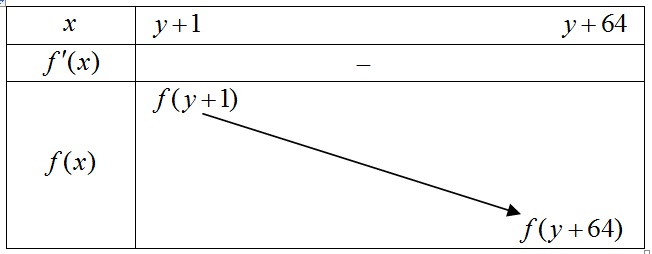 x y+1 y+64
f′(x) –
f(y+1)
f(x)
f(y+64)